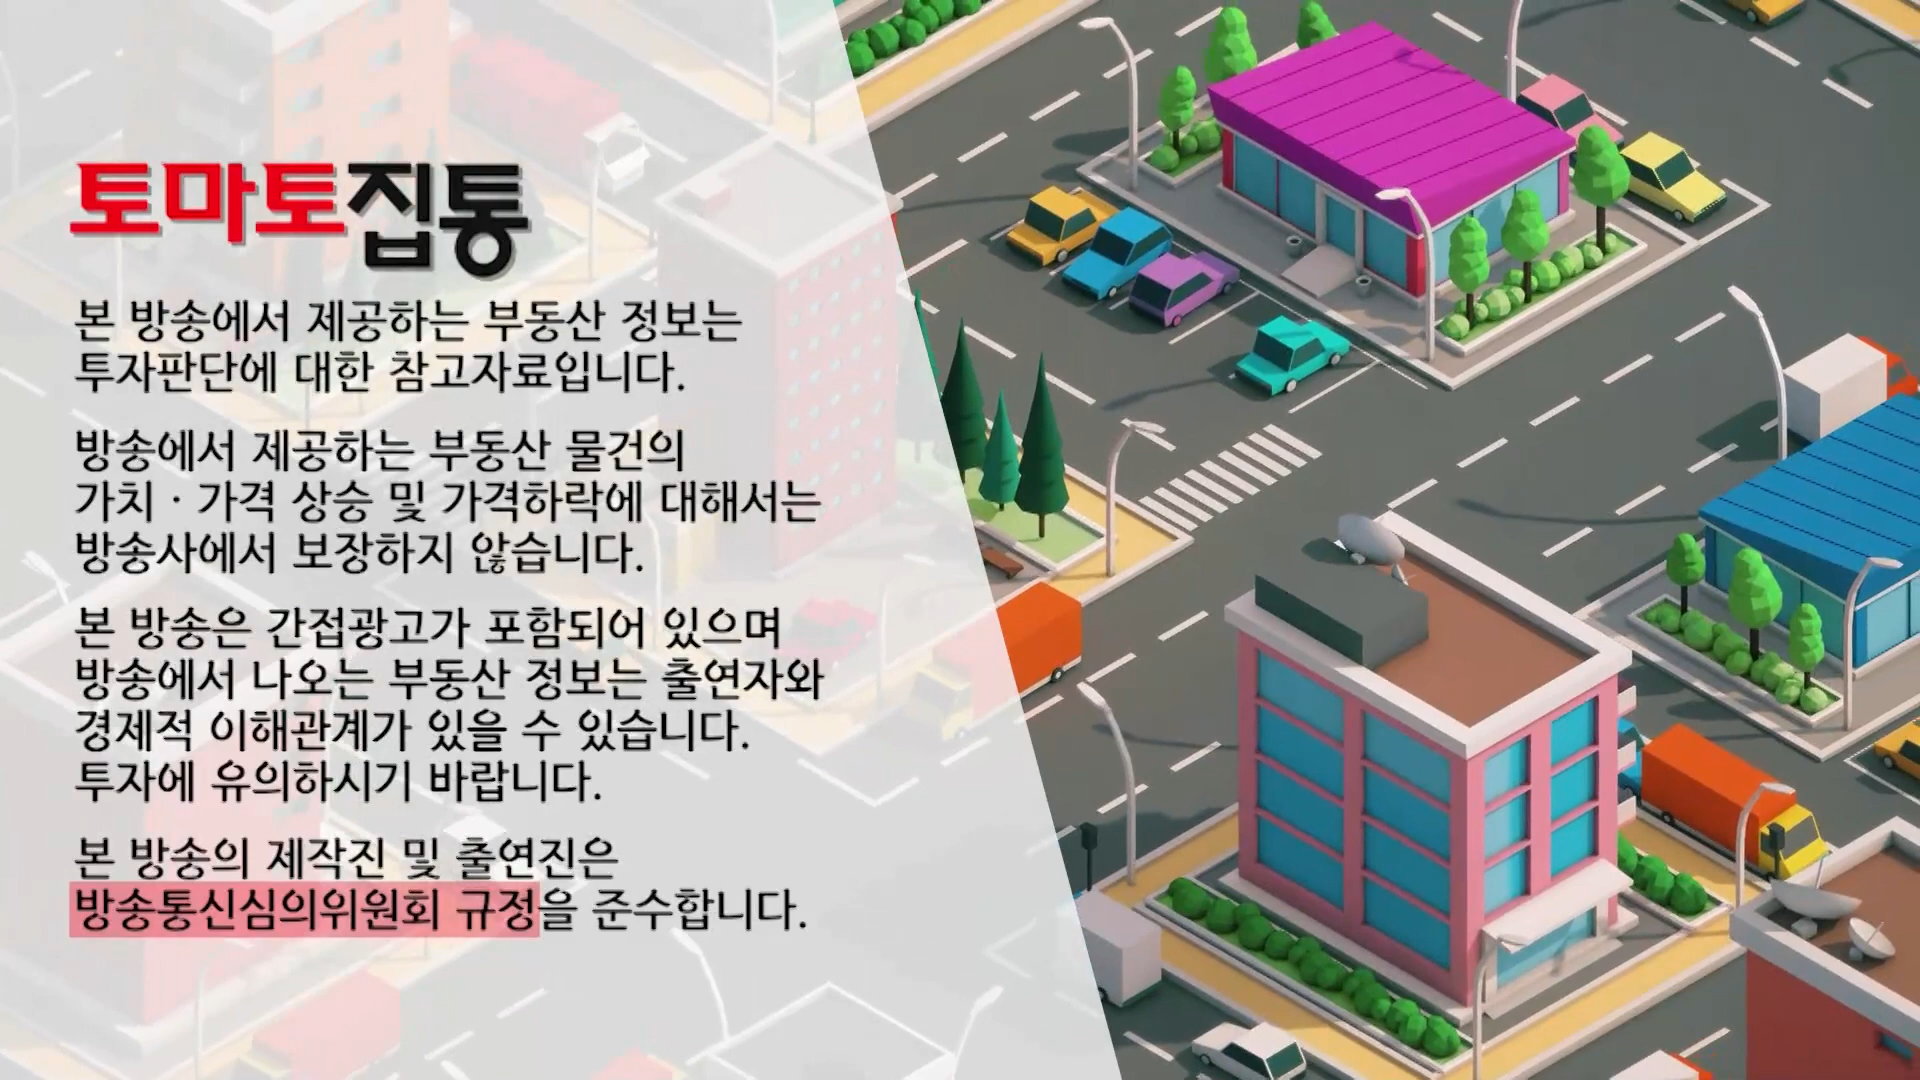 토마토집통
본 방송에서 제공하는 부동산 정보는
투자판단에 대한 참고자료입니다.
방송에서 제공하는 부동산 물건의
가치 · 가격 상승 및 가격하락에 대해서는
방송사에서 보장하지 않습니다.
본 방송은 간접광고가 포함되어 있으며
방송에서 나오는 부동산 정보는 출연자와
경제적 이해관계가 있을 수 있습니다.
투자에 유의하시기 바랍니다.
본 방송의 제작진 및 출연진은
방송통신심의위원회 규정을 준수합니다.